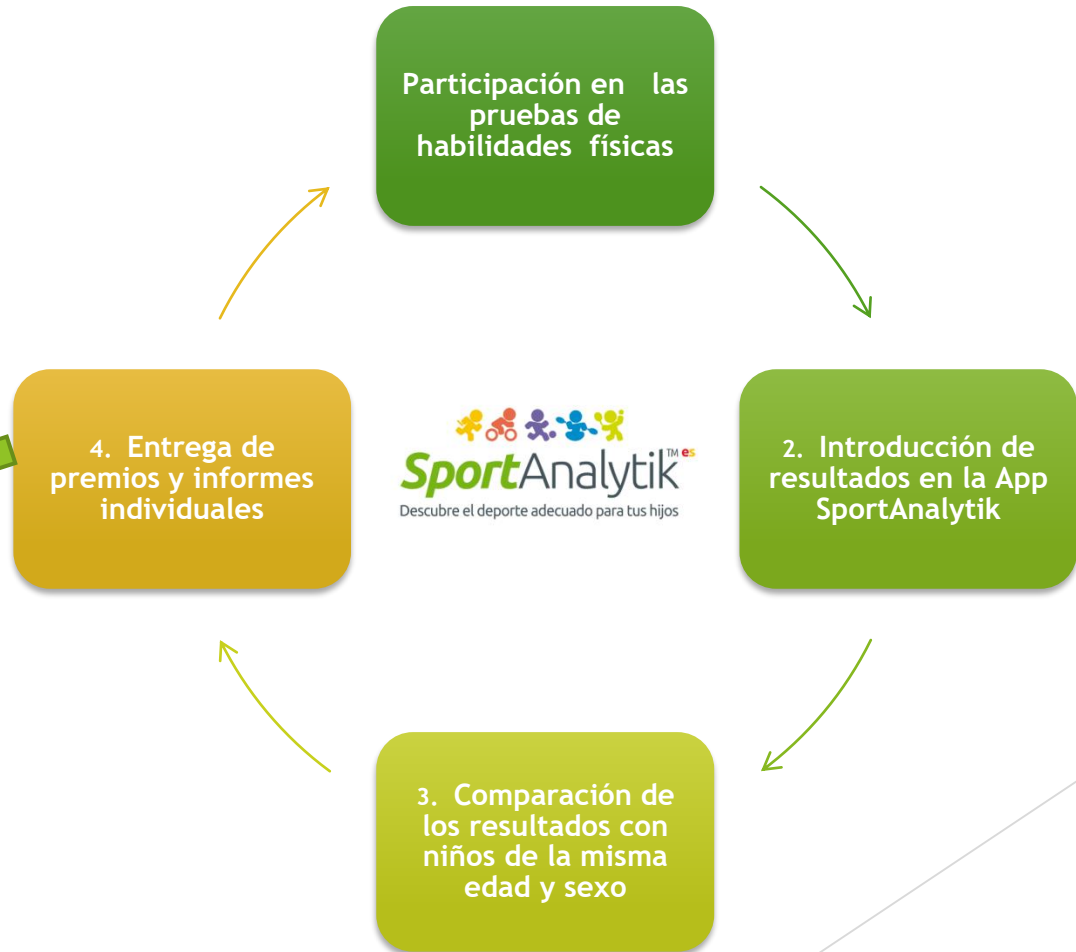 Participación en las
pruebas de
habilidades físicas
4. Entrega de
premios y informes
individuales
SportAnalytik™ es
Descubre el deporte adecuado para tus hijos
2. Introducción de
resultados en la App
SportAnalytik
3. Comparación de
los resultados con
niños de la misma
edad y sexo